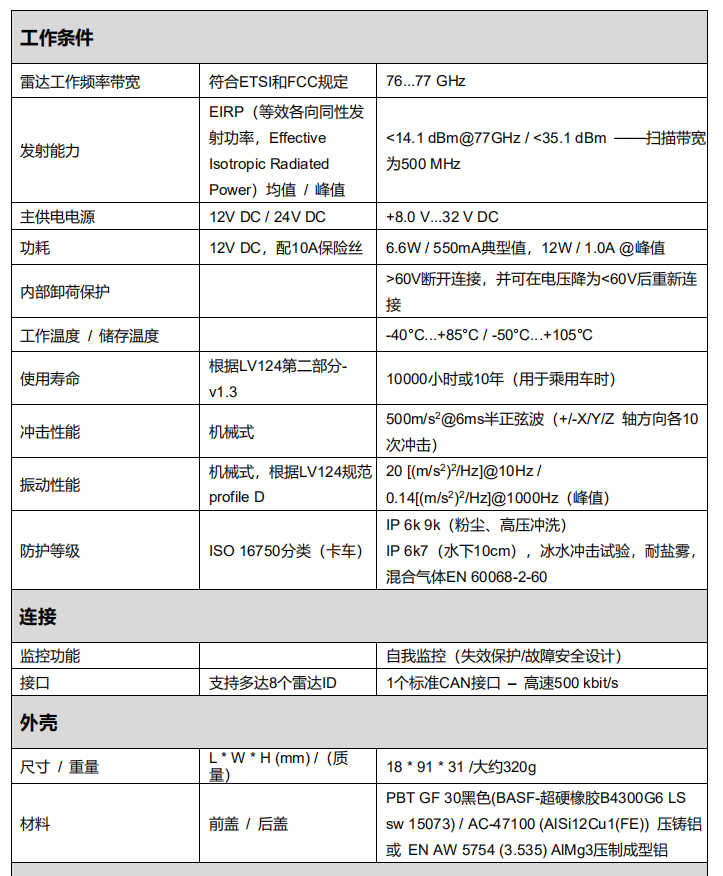 工作条件
雷达工作频率带宽 符合ETSI和FCC规定 76...77 GHz
发射能力
EIRP（等效各向同性发
射功率，Effective
Isotropic Radiated
Power）均值 / 峰值
<14.1 dBm@77GHz / <35.1 dBm ——扫描带宽
为500 MHz
主供电电源 12V DC / 24V DC +8.0 V...32 V DC
功耗 12V DC，配10A保险丝 6.6W / 550mA典型值，12W / 1.0A @峰值
内部卸荷保护
>60V断开连接，并可在电压降为<60V后重新连
接
工作温度 / 储存温度 -40°C...+85°C / -50°C...+105°C
使用寿命
根据LV124第二部分-
v1.3
10000小时或10年（用于乘用车时）
冲击性能 机械式
500m/s²@6ms半正弦波（+/-X/Y/Z 轴方向各10
次冲击）
振动性能
机械式，根据LV124规范
profile D
20 [(m/s²)²/Hz]@10Hz /
0.14[(m/s²)²/Hz]@1000Hz（峰值）
防护等级 ISO 16750分类（卡车）
IP 6k 9k（粉尘、高压冲洗）
IP 6k7（水下10cm），冰水冲击试验，耐盐雾，
混合气体EN 60068-2-60
连接
监控功能 自我监控（失效保护/故障安全设计）
接口 支持多达8个雷达ID 1个标准CAN接口 – 高速500 kbit/s
外壳
尺寸 / 重量
L * W * H (mm) /（质
量）
18 * 91 * 31 /大约320g
材料 前盖 / 后盖
PBT GF 30黑色(BASF-超硬橡胶B4300G6 LS
sw 15073) / AC-47100 (AlSi12Cu1(FE)) 压铸铝
或 EN AW 5754 (3.535) AlMg3压制成型铝